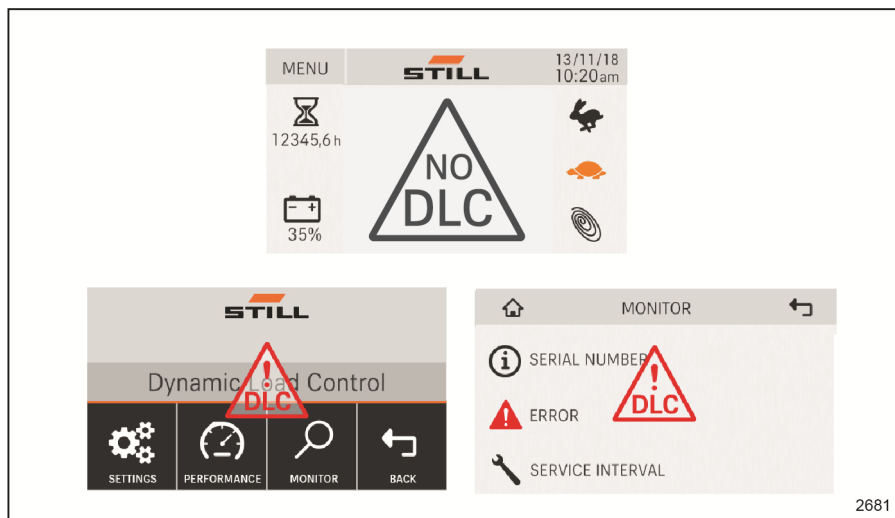 MENU
STILL
13/11/18
10:20am
12345,6 h
35%
NO
DLC
STILL
Dynamic Load Control
DLC
SETTINGS
PERFORMANCE
MONITOR
BACK
MONITOR
SERIAL NUMBER
DLC
ERROR
SERVICE INTERVAL
2681